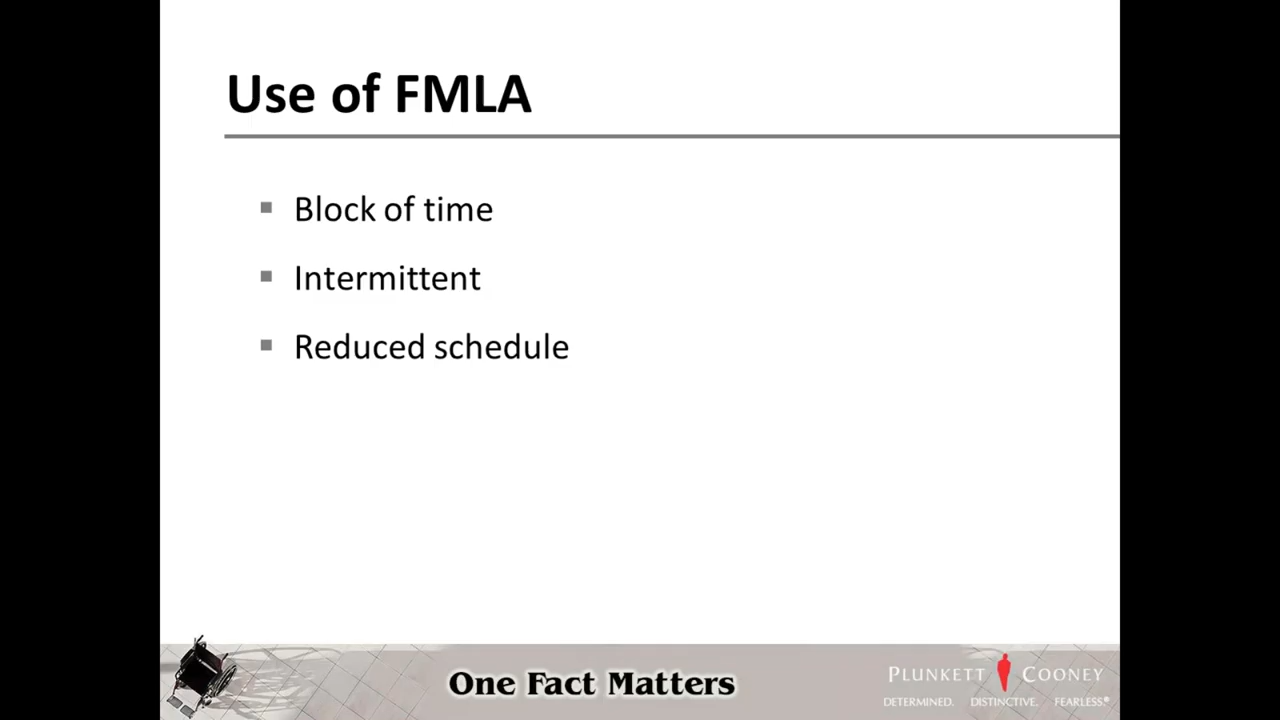 Use of FMLA
Block of time
Intermittent
Reduced schedule
One Fact Matters
PLUNKETT COONEY
DETERMINED. DISTINCTIVE. FEARLESS.®